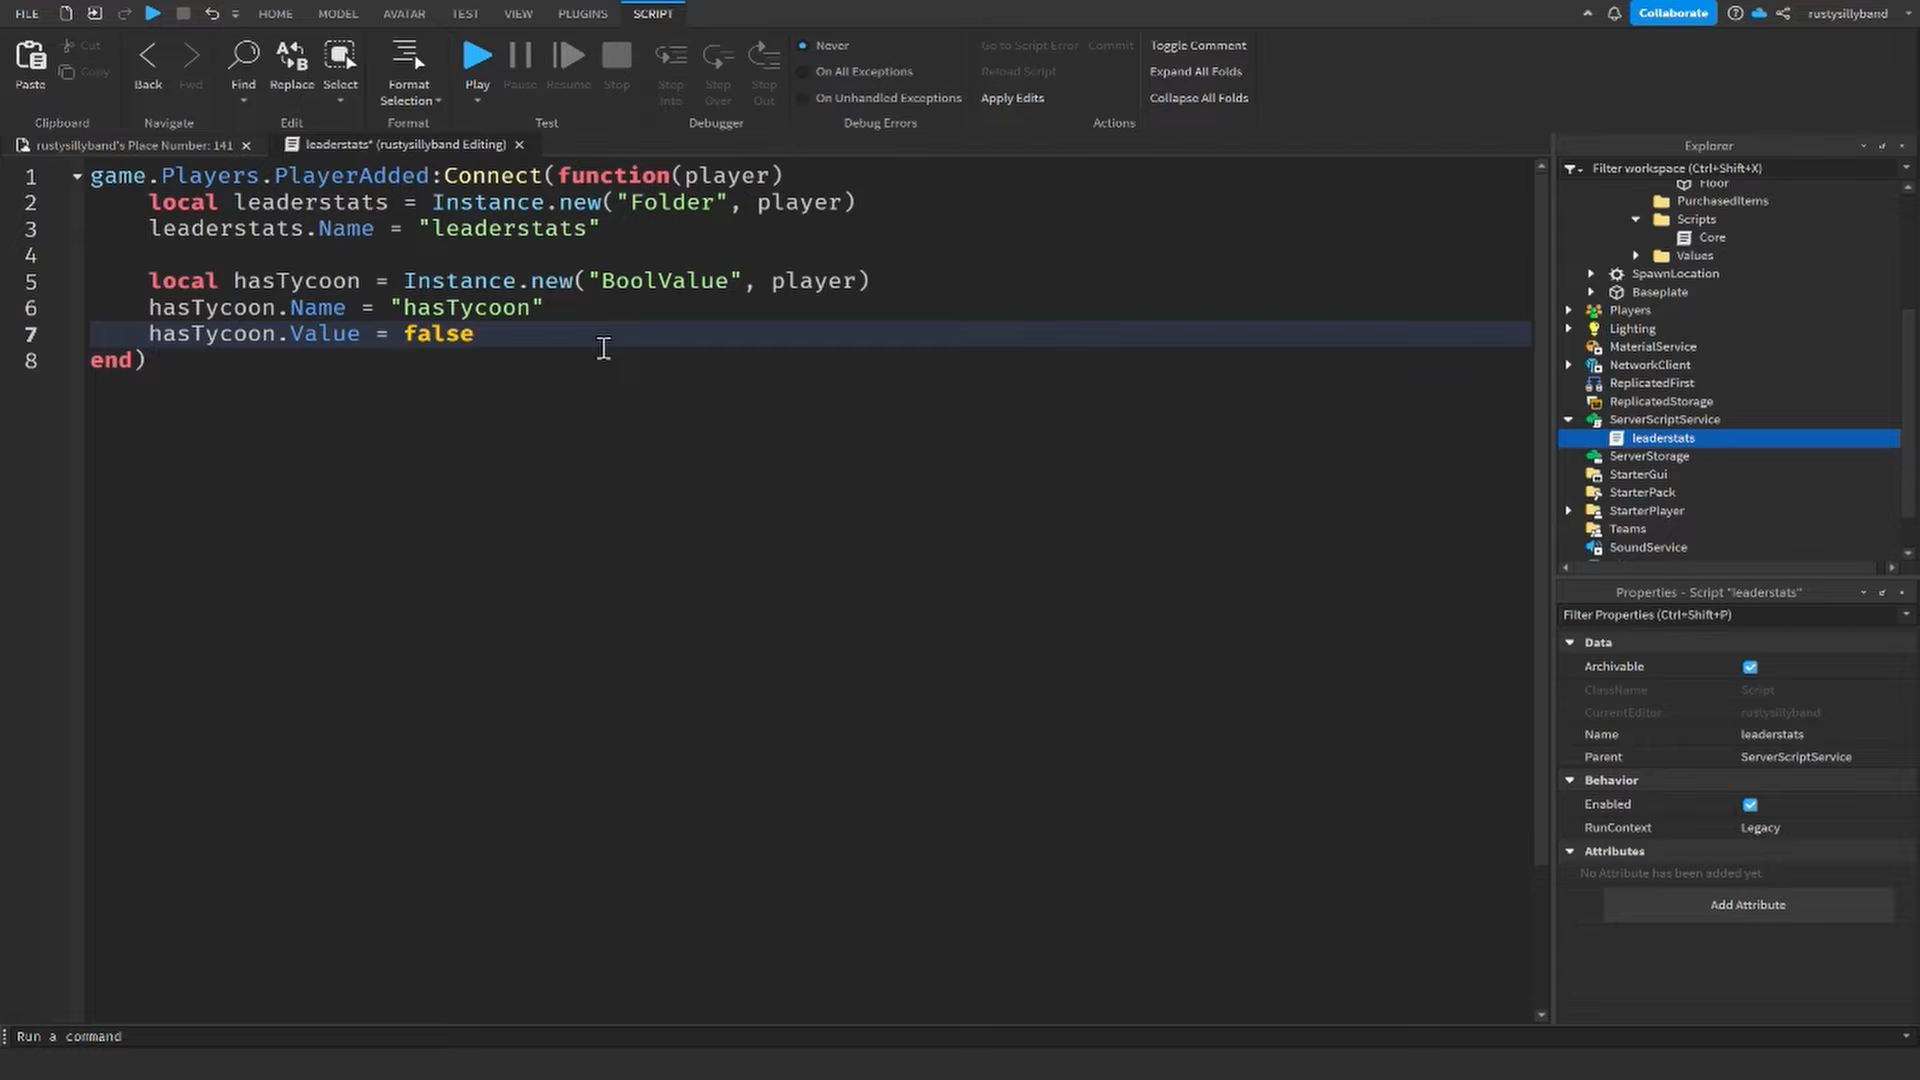 FILE HOME MODEL AVATAR TEST VIEW PLUGINS SCRIPT Collaborate rustysillyband
Paste Cut Copy Back Fwd Find Replace Select Format Selection Play Pause Resume Stop Step Into Step Over Step Out
Never
On All Exceptions
On Unhandled Exceptions
Go to Script Error Commit
Reload Script
Apply Edits
Toggle Comment
Expand All Folds
Collapse All Folds
Clipboard Navigate Edit Format Test Debugger Debug Errors Actions
rustysillyband's Place Number: 141 leaderstats* (rustysillyband Editing)
1 game.Players.PlayerAdded:Connect(function(player)
2 local leaderstats = Instance.new("Folder", player)
3 leaderstats.Name = "leaderstats"
4
5 local hasTycoon = Instance.new("BoolValue", player)
6 hasTycoon.Name = "hasTycoon"
7 hasTycoon.Value = false
8 end)
Explorer
Filter workspace (Ctrl+Shift+X)
Floor
PurchasedItems
Scripts
Core
Values
SpawnLocation
Baseplate
Players
Lighting
MaterialService
NetworkClient
ReplicatedFirst
ReplicatedStorage
ServerScriptService
leaderstats
ServerStorage
StarterGui
StarterPack
StarterPlayer
Teams
SoundService
Properties - Script "leaderstats"
Filter Properties (Ctrl+Shift+P)
Data
Archivable
ClassName Script
CurrentEditor rustysillyband
Name leaderstats
Parent ServerScriptService
Behavior
Enabled
RunContext Legacy
Attributes
No Attribute has been added yet
Add Attribute
Run a command